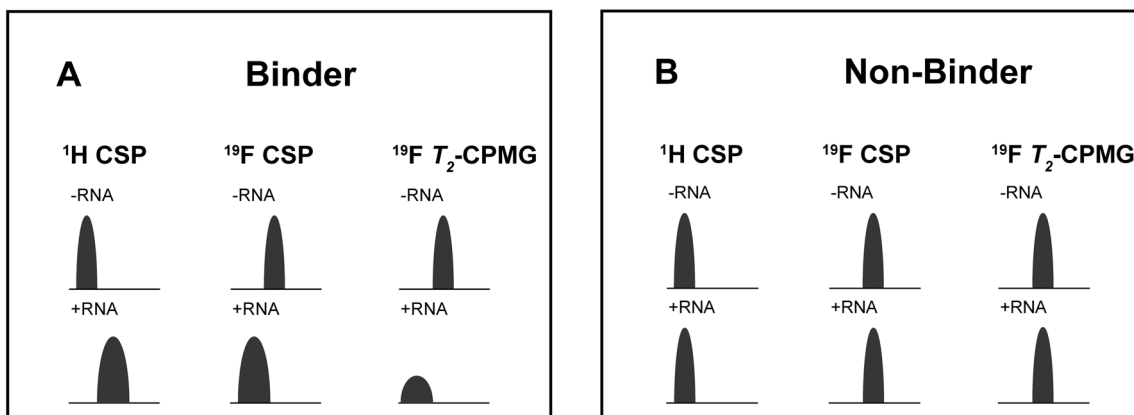 A Binder
¹H CSP ¹⁹F CSP ¹⁹F T₂-CPMG
-RNA -RNA -RNA
+RNA +RNA +RNA
B Non-Binder
¹H CSP ¹⁹F CSP ¹⁹F T₂-CPMG
-RNA -RNA -RNA
+RNA +RNA +RNA